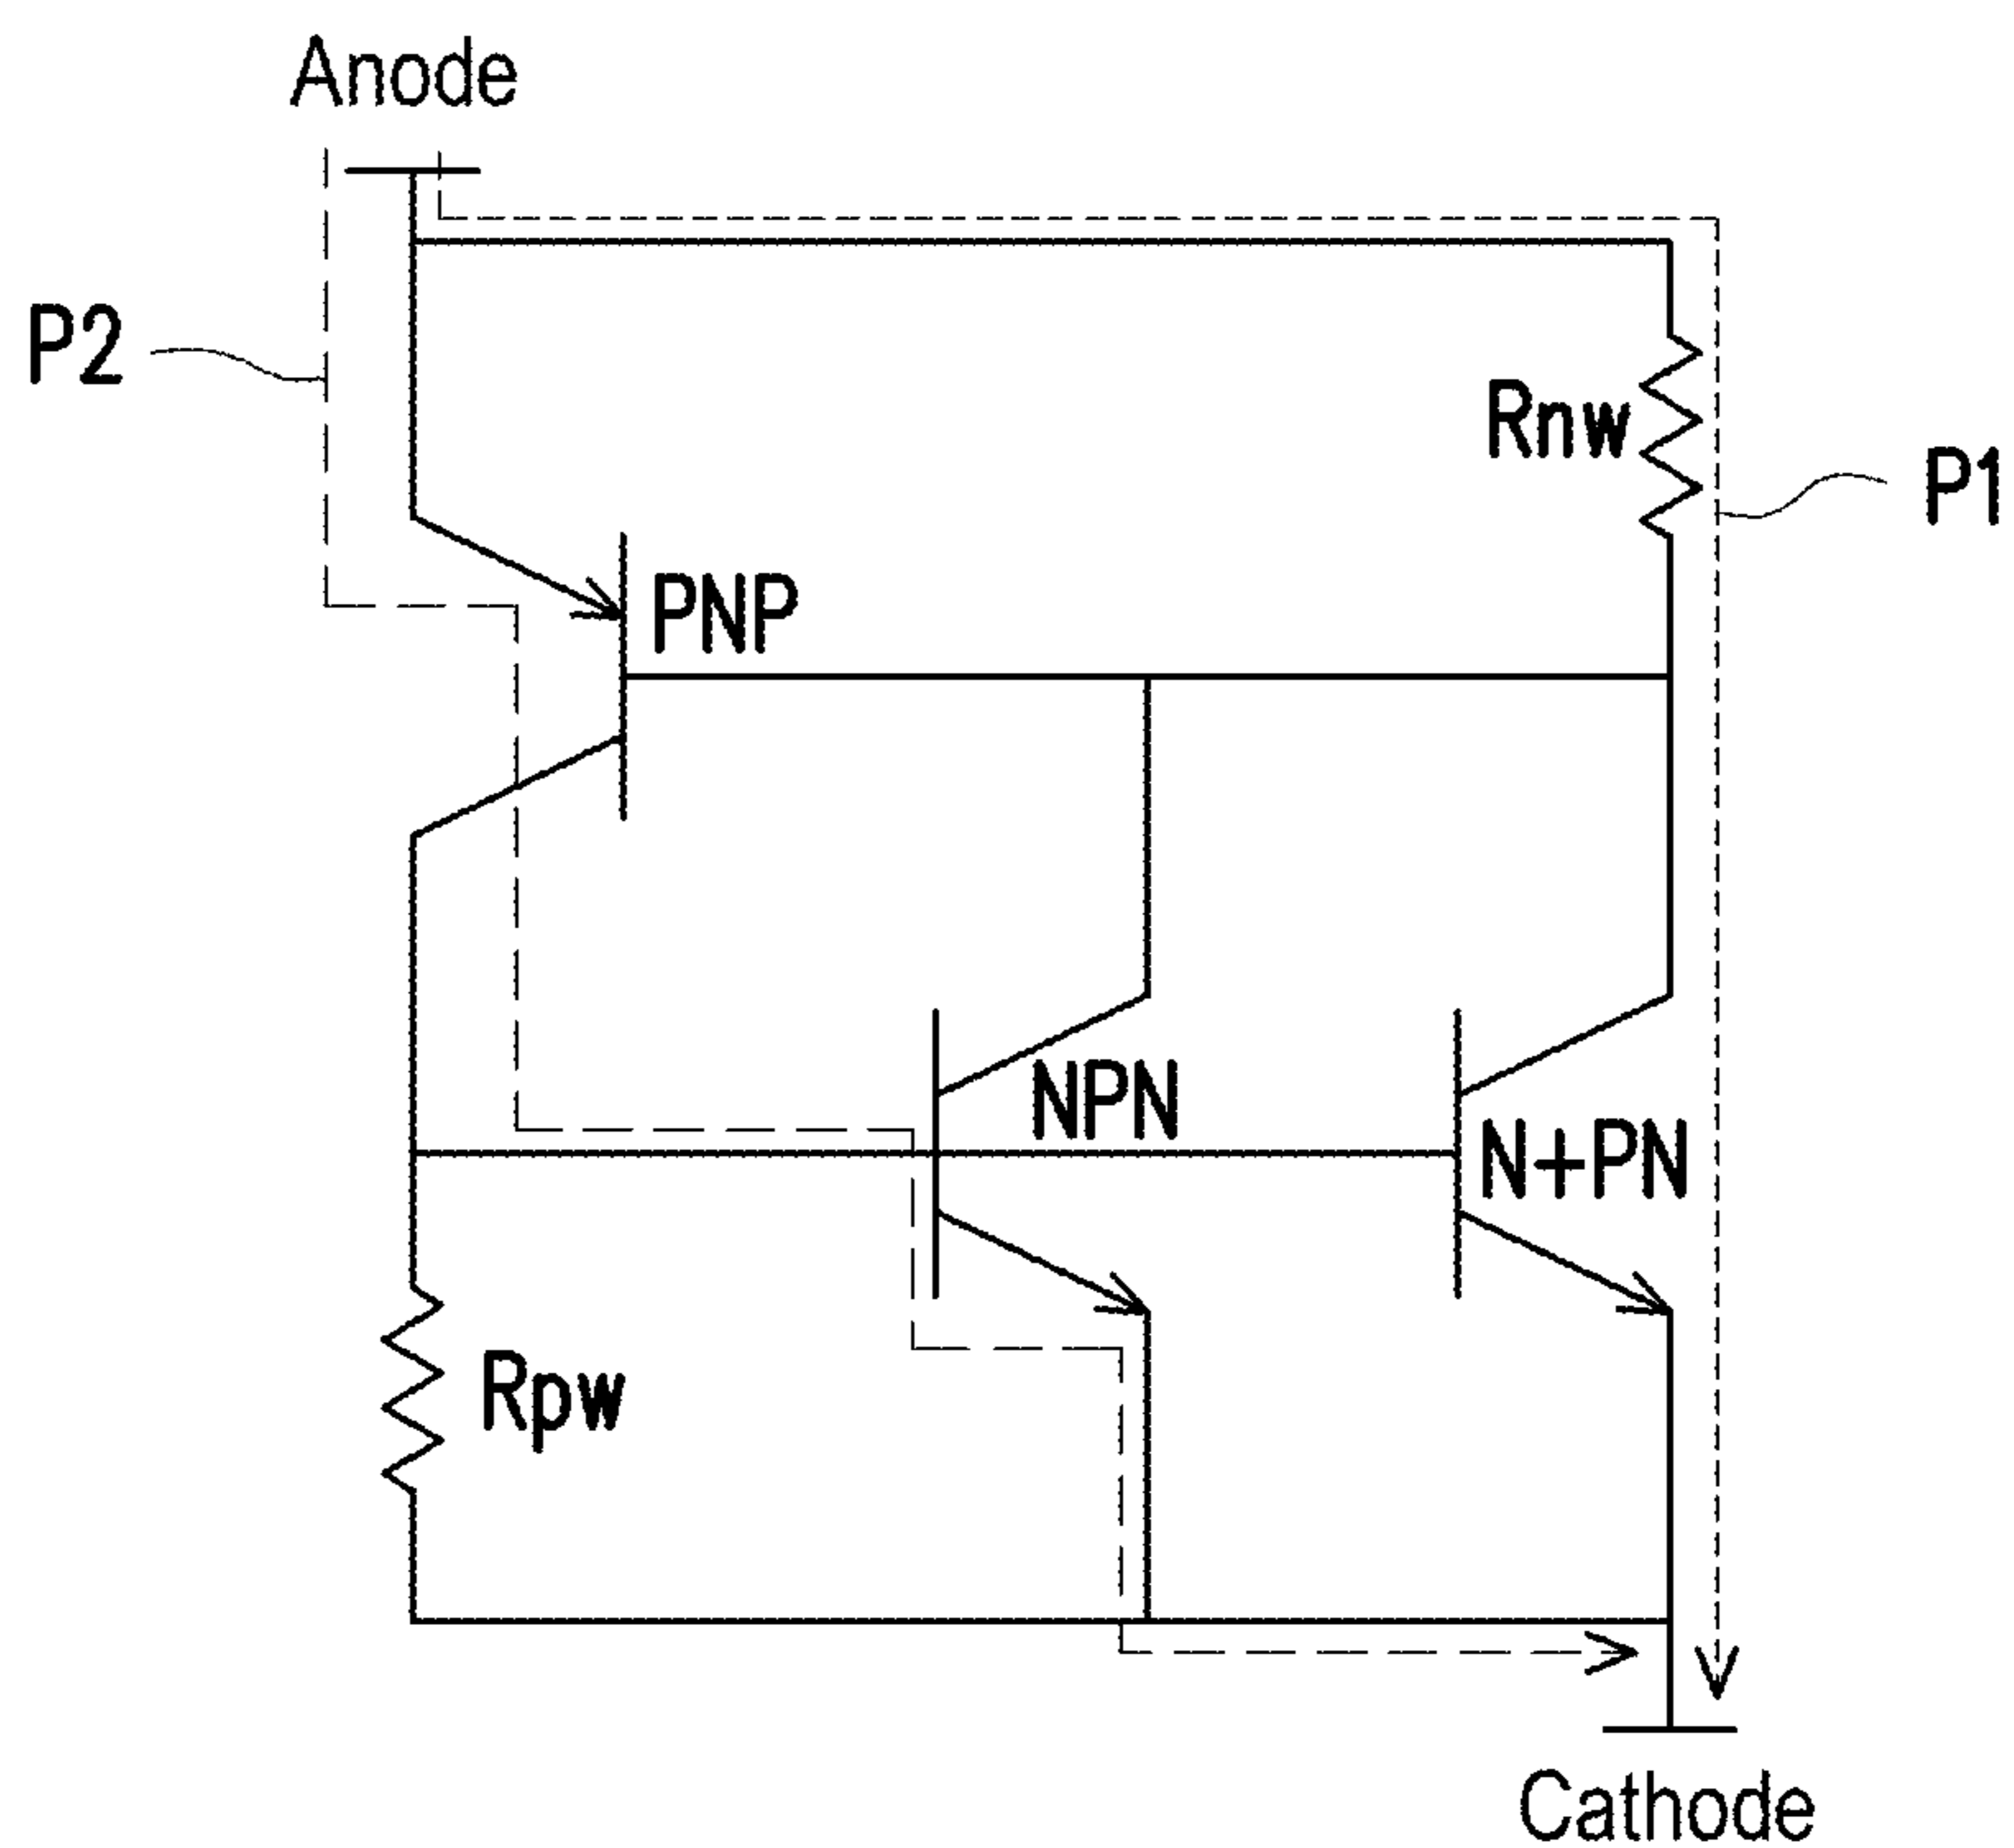 Anode
P2
Rnw
P1
PNP
NPN
N+PN
Rpw
Cathode